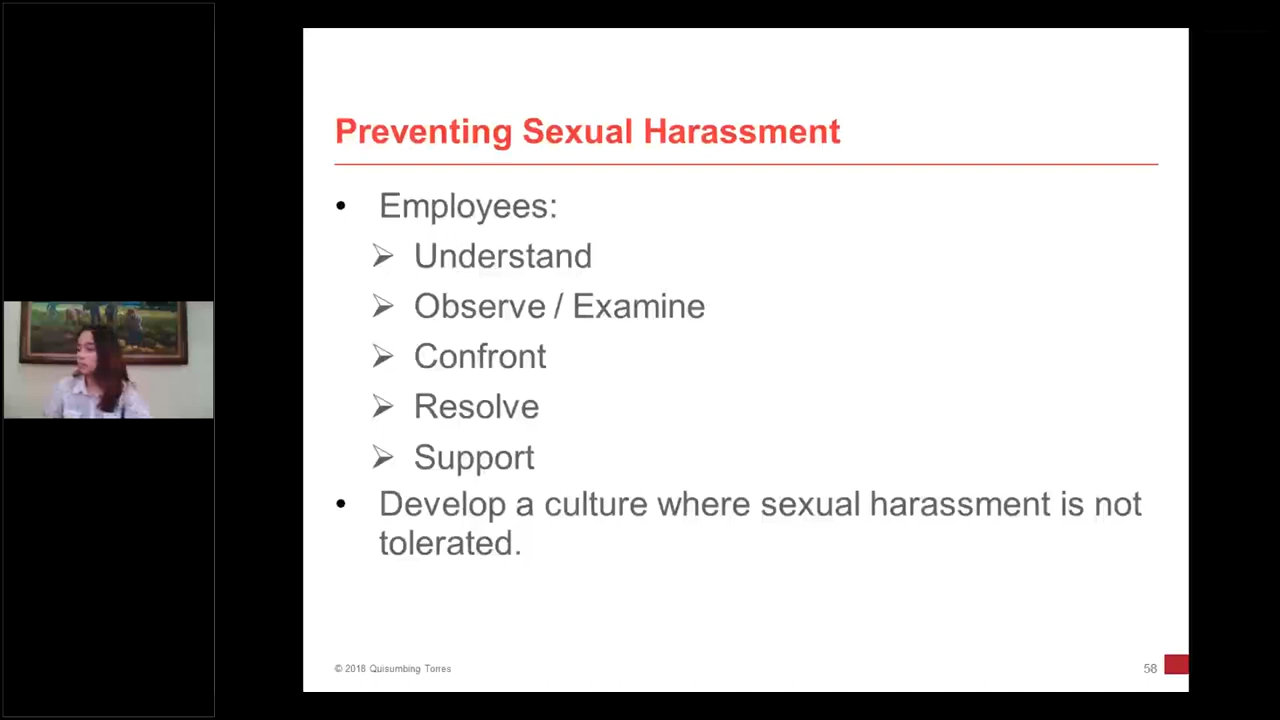 Preventing Sexual Harassment
• Employees:
➢ Understand
➢ Observe / Examine
➢ Confront
➢ Resolve
➢ Support
• Develop a culture where sexual harassment is not
tolerated.
© 2018 Quisumbing Torres
58